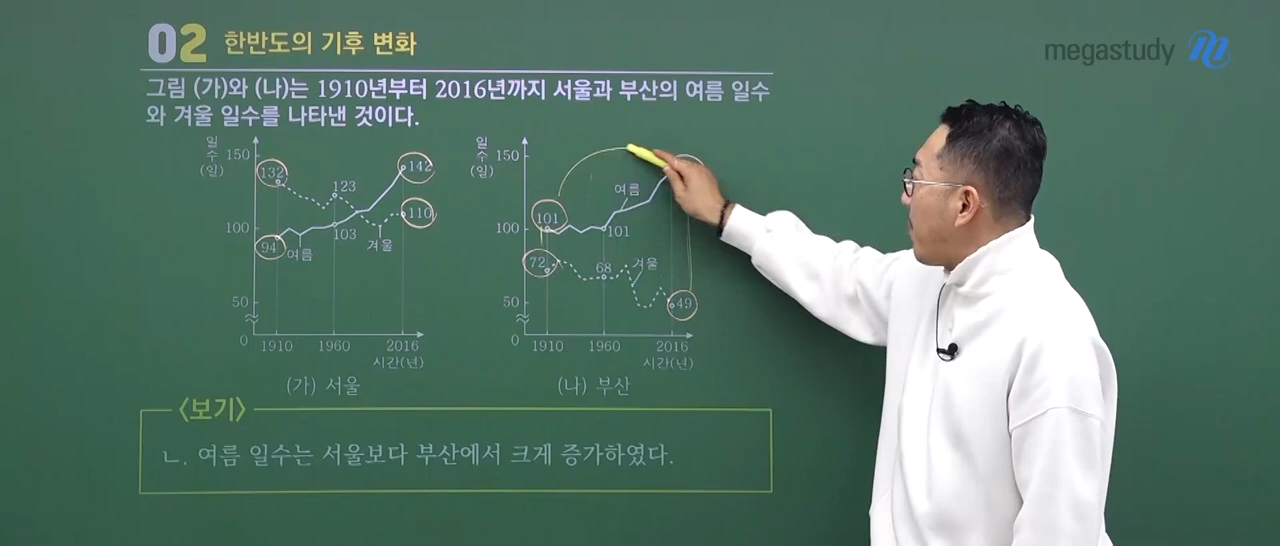 02 한반도의 기후 변화
megastudy
그림 (가)와 (나)는 1910년부터 2016년까지 서울과 부산의 여름 일수
와 겨울 일수를 나타낸 것이다.
일수(일)
150
100
50
0
132
142
123
110
103
94
여름
겨울
1910 1960 2016
시간(년)
(가) 서울
일수(일)
150
100
50
0
여름
101
101
72
68
겨울
49
1910 1960 2016
시간(년)
(나) 부산
〈보기〉
ㄴ. 여름 일수는 서울보다 부산에서 크게 증가하였다.